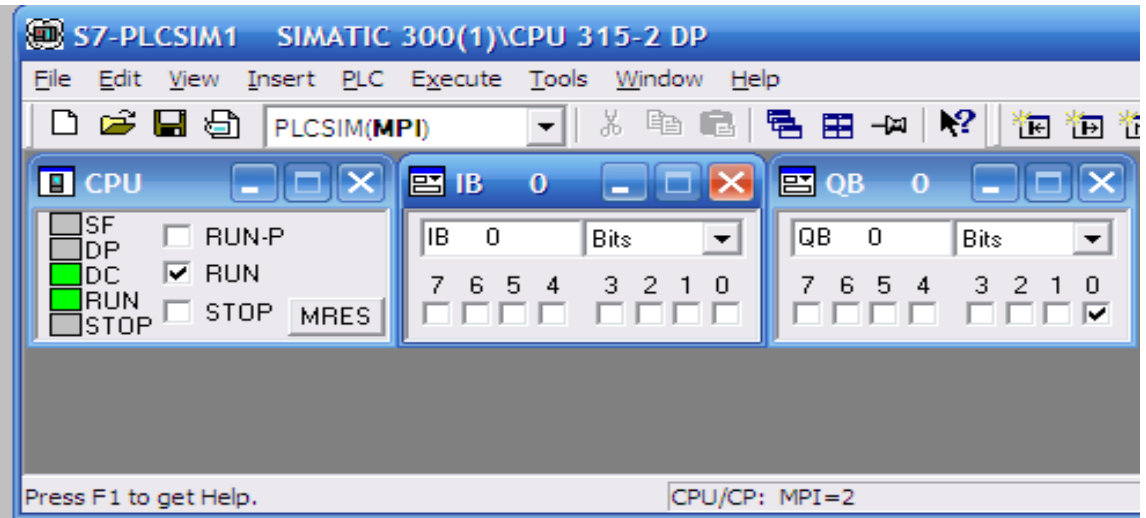 S7-PLCSIM1 SIMATIC 300(1)\CPU 315-2 DP
File Edit View Insert PLC Execute Tools Window Help
PLCSIM(MPI)
CPU
SF
DP
DC
RUN
STOP
RUN-P
RUN
STOP
MRES
IB 0
IB 0 Bits
7 6 5 4 3 2 1 0
QB 0
QB 0 Bits
7 6 5 4 3 2 1 0
Press F1 to get Help.
CPU/CP: MPI=2